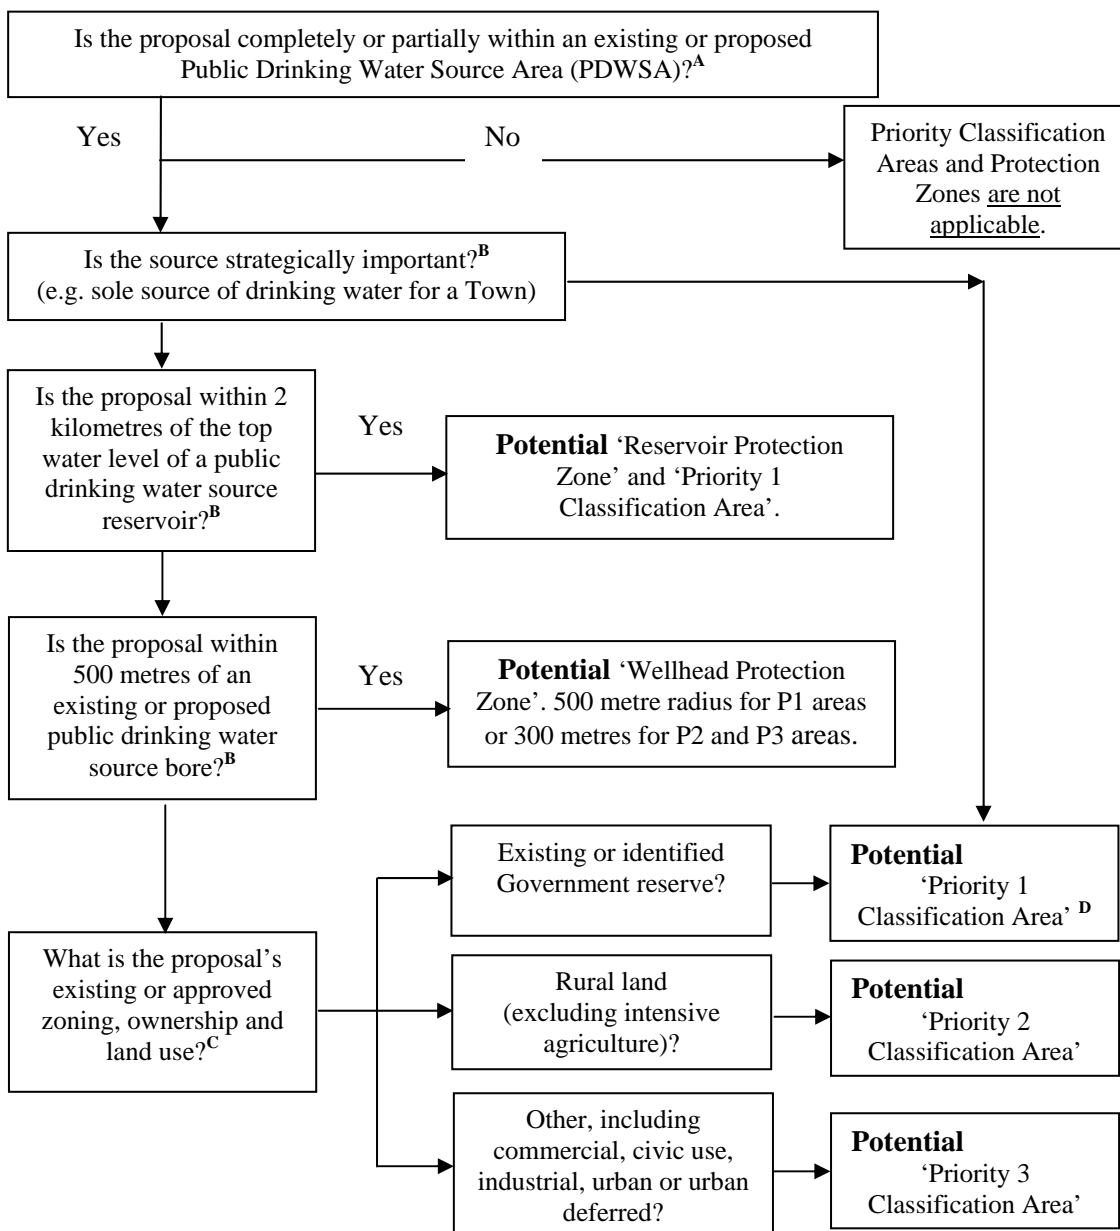 Is the proposal completely or partially within an existing or proposed
Public Drinking Water Source Area (PDWSA)?A
Yes
No
Priority Classification
Areas and Protection
Zones are not
applicable.
Is the source strategically important?B
(e.g. sole source of drinking water for a Town)
Is the proposal within 2
kilometres of the top
water level of a public
drinking water source
reservoir?B
Yes
Potential ‘Reservoir Protection
Zone’ and ‘Priority 1
Classification Area’.
Is the proposal within
500 metres of an
existing or proposed
public drinking water
source bore?B
Yes
Potential ‘Wellhead Protection
Zone’. 500 metre radius for P1 areas
or 300 metres for P2 and P3 areas.
What is the proposal’s
existing or approved
zoning, ownership and
land use?C
Existing or identified
Government reserve?
Potential
‘Priority 1
Classification Area’ D
Rural land
(excluding intensive
agriculture)?
Potential
‘Priority 2
Classification Area’
Other, including
commercial, civic use,
industrial, urban or urban
deferred?
Potential
‘Priority 3
Classification Area’